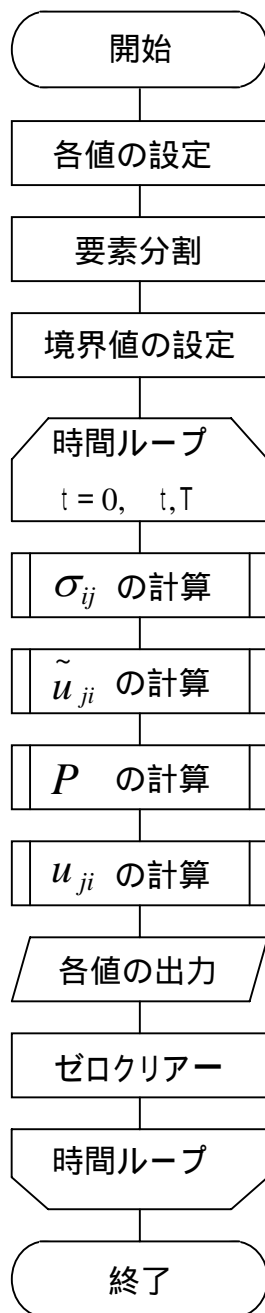 開始
各値の設定
要素分割
境界値の設定
時間ループ
t = 0,　t,T
σij の計算
ũji の計算
P の計算
uji の計算
各値の出力
ゼロクリアー
時間ループ
終了